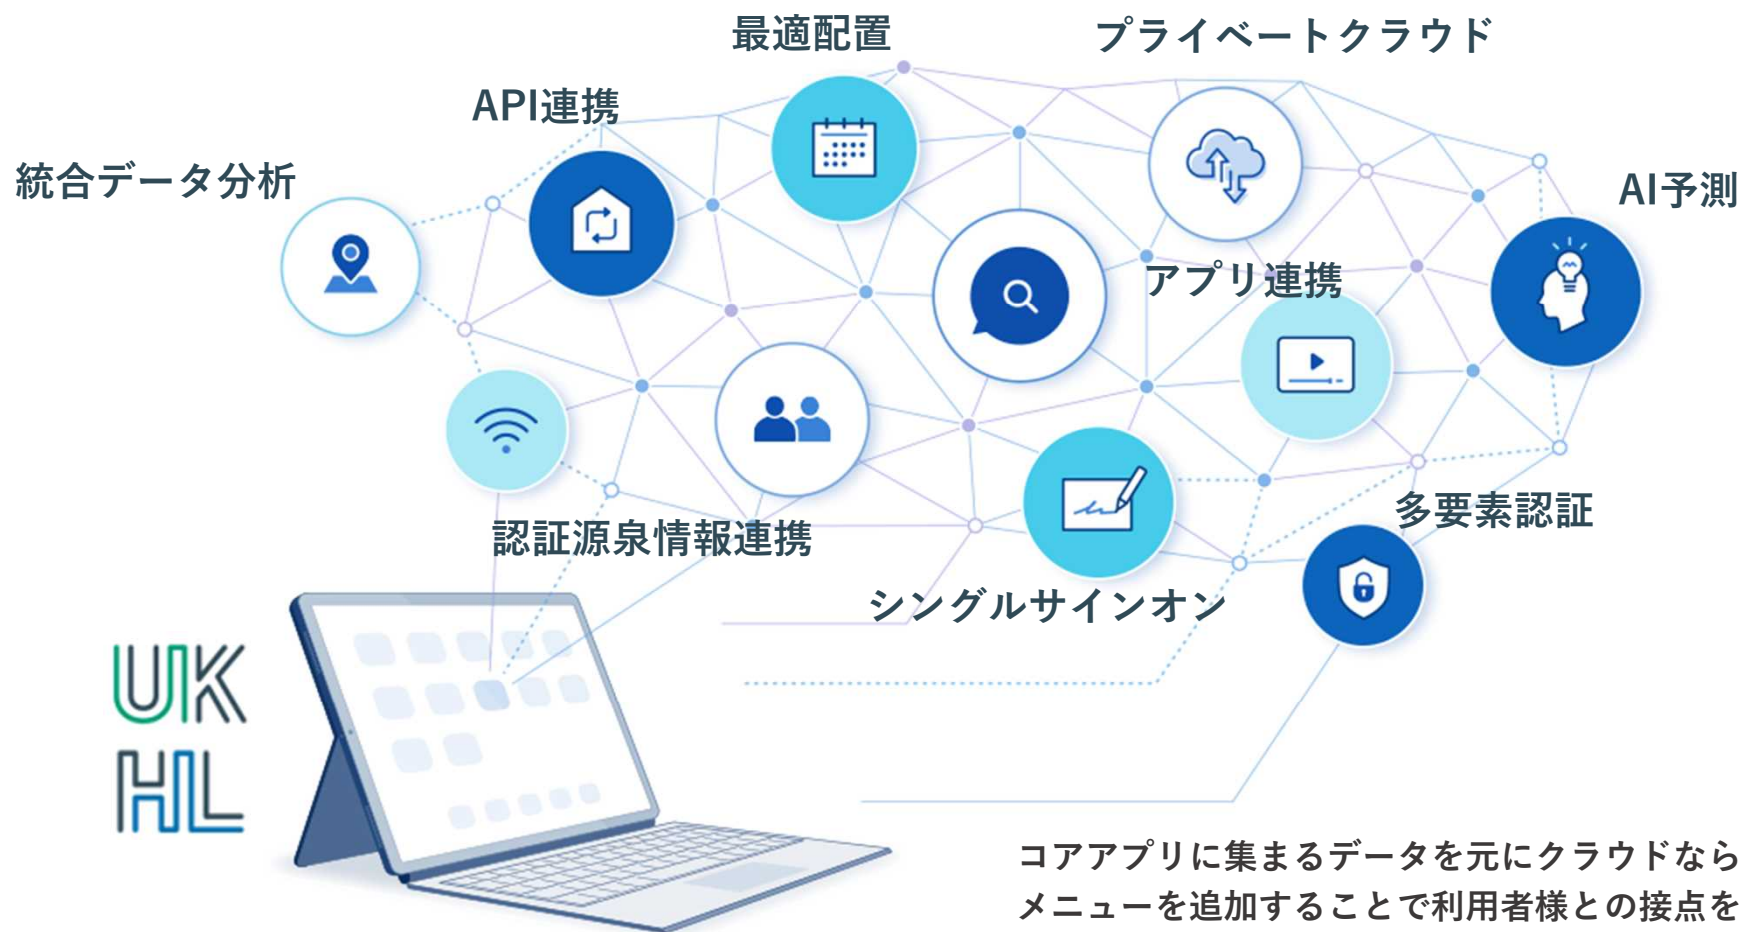 最適配置
プライベートクラウド
API連携
統合データ分析
AI予測
アプリ連携
多要素認証
認証源泉情報連携
シングルサインオン
UK
HL
コアアプリに集まるデータを元にクラウドなら
メニューを追加することで利用者様との接点を